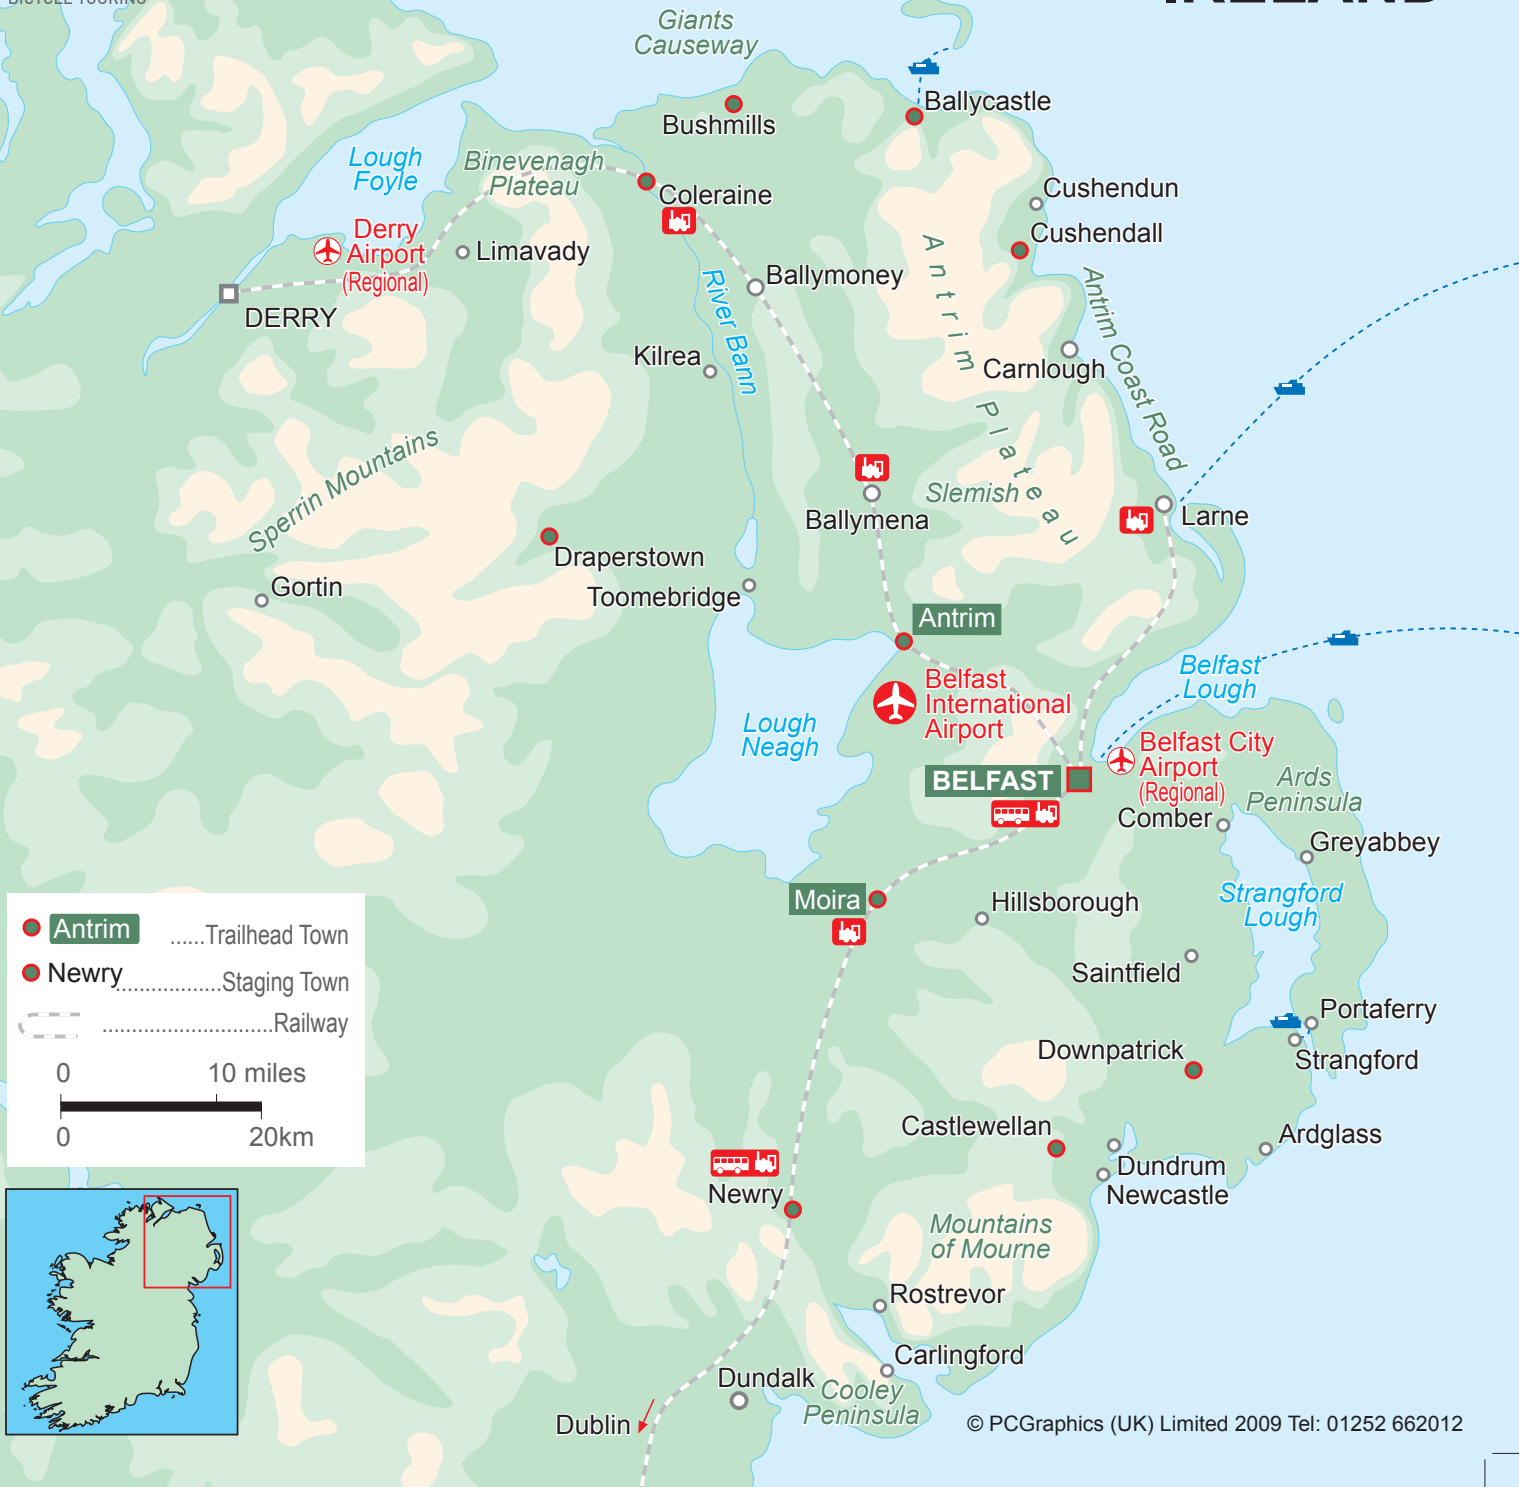 BICYCLE TOURING
IRELAND
Giants
Causeway
Bushmills
Ballycastle
Lough
Foyle
Binevenagh
Plateau
Coleraine
Cushendun
Cushendall
Derry
Airport
(Regional)
Limavady
DERRY
River Bann
Ballymoney
Antrim Plateau
Antrim Coast Road
Kilrea
Carnlough
Sperrin Mountains
Slemish
Ballymena
Larne
Draperstown
Gortin
Toomebridge
Antrim
Belfast
International
Airport
Belfast
Lough
Lough
Neagh
Belfast City
Airport
(Regional)
BELFAST
Ards
Peninsula
Comber
Greyabbey
Moira
Hillsborough
Strangford
Lough
Saintfield
Portaferry
Strangford
Downpatrick
Castlewellan
Ardglass
Dundrum
Newcastle
Newry
Mountains
of Mourne
Rostrevor
Carlingford
Dundalk
Cooley
Peninsula
Dublin
Antrim ......Trailhead Town
Newry..................Staging Town
.............................Railway
0 10 miles
0 20km
© PCGraphics (UK) Limited 2009 Tel: 01252 662012